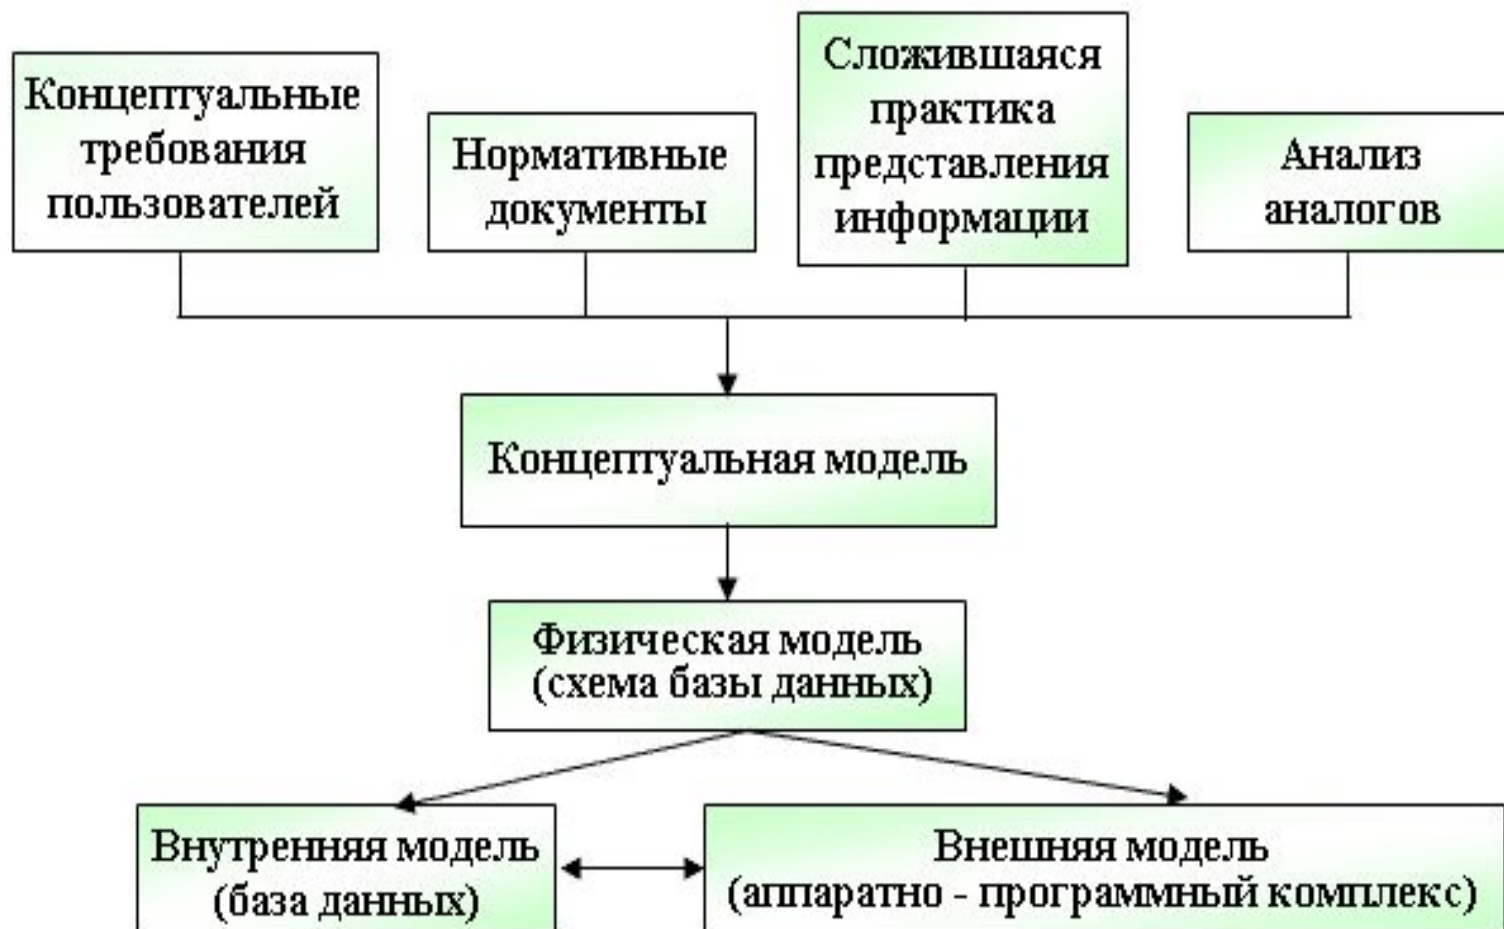 Концептуальные
требования
пользователей
Нормативные
документы
Сложившаяся
практика
представления
информации
Анализ
аналогов
Концептуальная модель
Физическая модель
(схема базы данных)
Внутренняя модель
(база данных)
Внешняя модель
(аппаратно - программный комплекс)